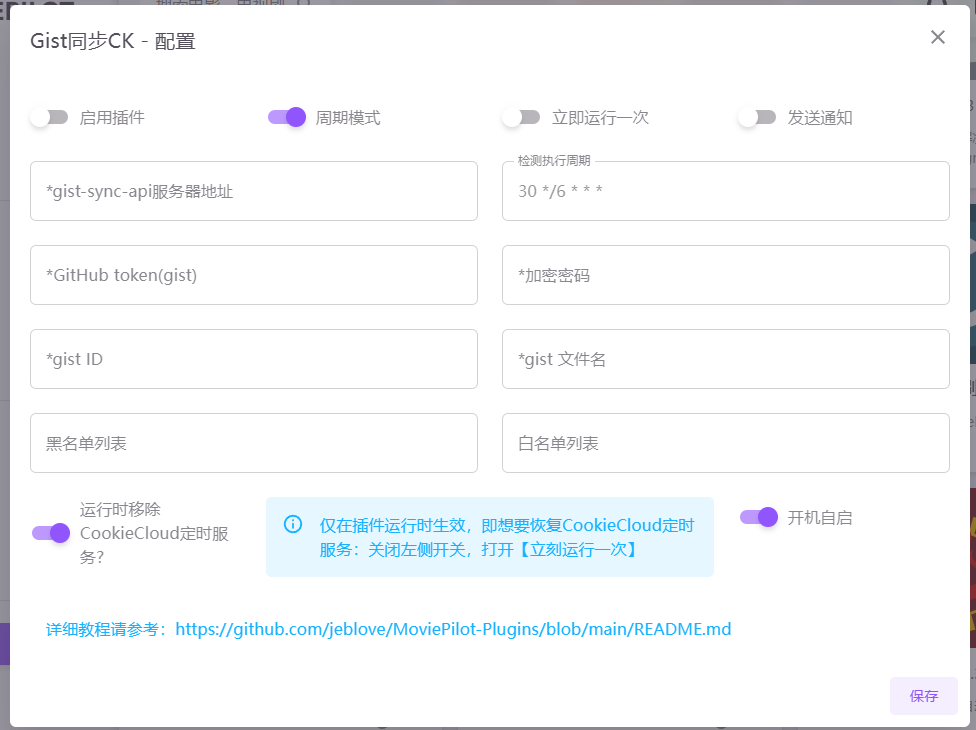 Gist同步CK - 配置
启用插件
周期模式
立即运行一次
发送通知
*gist-sync-api服务器地址
检测执行周期
30 */6 * * *
*GitHub token(gist)
*加密密码
*gist ID
*gist 文件名
黑名单列表
白名单列表
运行时移除
CookieCloud定时服
务?
仅在插件运行时生效，即想要恢复CookieCloud定时
服务：关闭左侧开关，打开【立刻运行一次】
开机自启
详细教程请参考：https://github.com/jeblove/MoviePilot-Plugins/blob/main/README.md
保存